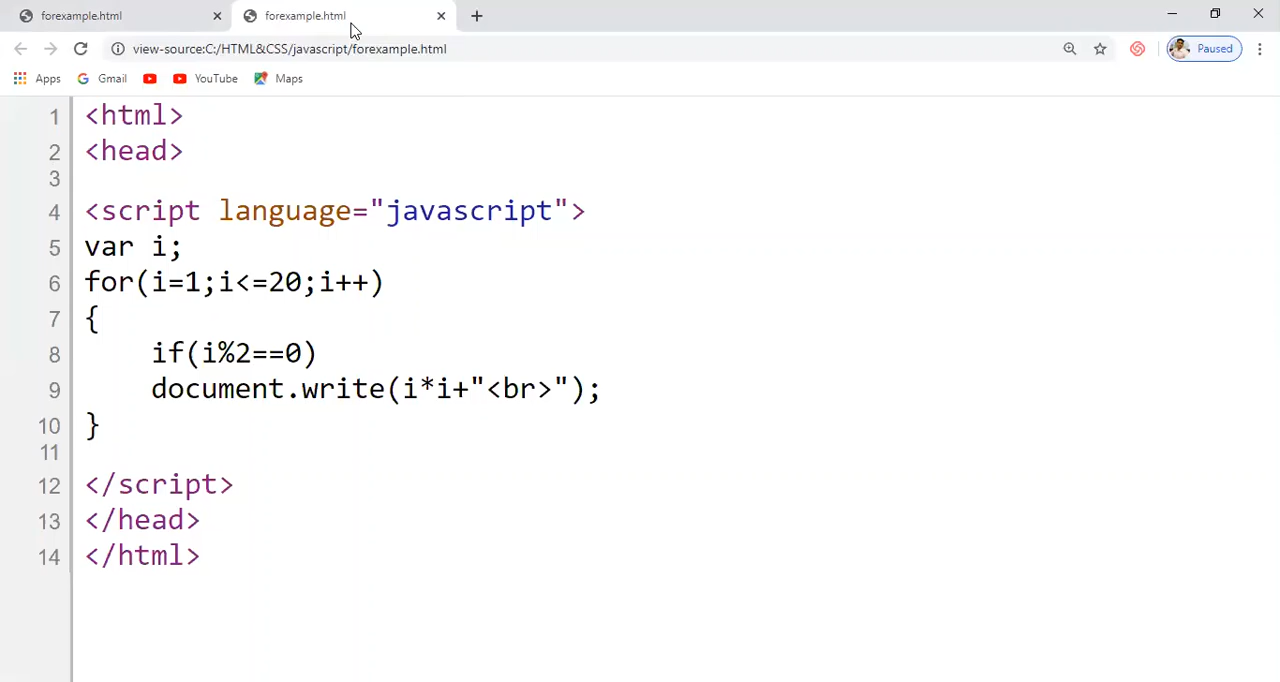 forexample.html
forexample.html
view-source:C:/HTML&CSS/javascript/forexample.html
Paused
Apps
Gmail
YouTube
Maps
1 <html>
2 <head>
3
4 <script language="javascript">
5 var i;
6 for(i=1;i<=20;i++)
7 {
8 if(i%2==0)
9 document.write(i*i+"<br>");
10 }
11
12 </script>
13 </head>
14 </html>